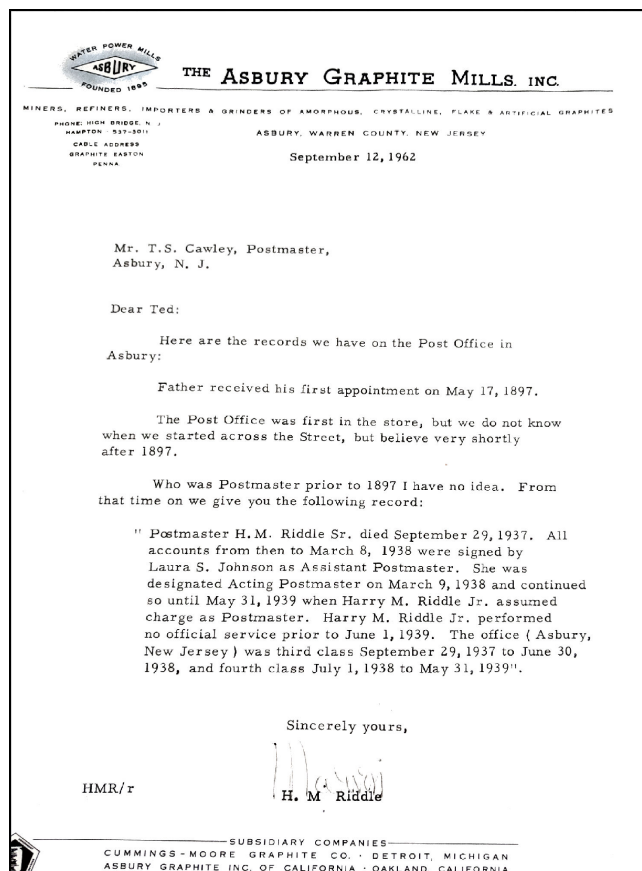 WATER POWER MILLS
ASBURY
FOUNDED 1895
THE ASBURY GRAPHITE MILLS. INC.
MINERS, REFINERS, IMPORTERS & GRINDERS OF AMORPHOUS, CRYSTALLINE, FLAKE & ARTIFICIAL GRAPHITES
PHONE: HIGH BRIDGE, N. J.
HAMPTON - 537-3011
CABLE ADDRESS
GRAPHITE EASTON
PENNA
ASBURY, WARREN COUNTY, NEW JERSEY
September 12, 1962
Mr. T.S. Cawley, Postmaster,
Asbury, N. J.
Dear Ted:
Here are the records we have on the Post Office in
Asbury:
Father received his first appointment on May 17, 1897.
The Post Office was first in the store, but we do not know
when we started across the Street, but believe very shortly
after 1897.
Who was Postmaster prior to 1897 I have no idea. From
that time on we give you the following record:
" Postmaster H.M. Riddle Sr. died September 29, 1937. All
accounts from then to March 8, 1938 were signed by
Laura S. Johnson as Assistant Postmaster. She was
designated Acting Postmaster on March 9, 1938 and continued
so until May 31, 1939 when Harry M. Riddle Jr. assumed
charge as Postmaster. Harry M. Riddle Jr. performed
no official service prior to June 1, 1939. The office ( Asbury,
New Jersey ) was third class September 29, 1937 to June 30,
1938, and fourth class July 1, 1938 to May 31, 1939".
Sincerely yours,
HMR/r
H. M Riddle
SUBSIDIARY COMPANIES
CUMMINGS-MOORE GRAPHITE CO. · DETROIT, MICHIGAN
ASBURY GRAPHITE INC. OF CALIFORNIA · OAKLAND, CALIFORNIA